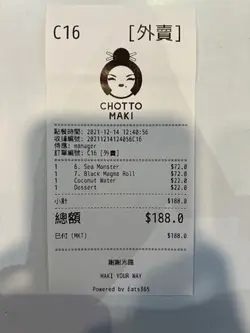 C16 [外賣]
CHOTTO
MAKI
點餐時間: 2021-12-14 12:40:56
收據編號: 20211214124056C16
侍應: manager
訂單編號: C16 [外賣]
1 6. Sea Monster $72.0
1 7. Black Magma Roll $72.0
1 Coconut Water $22.0
1 Dessert $22.0
小計 $188.0
總額 $188.0
已付 (MKT) $188.0
謝謝光臨
MAKI YOUR WAY
Powered by Eats365